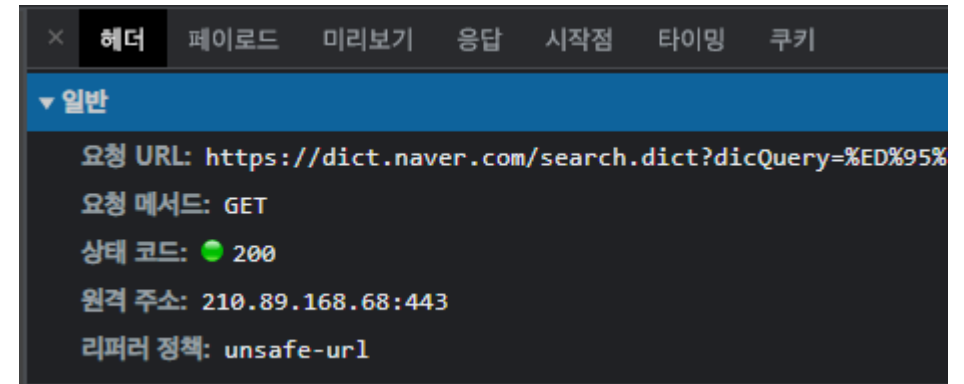 × 헤더 페이로드 미리보기 응답 시작점 타이밍 쿠키
▼ 일반
요청 URL: https://dict.naver.com/search.dict?dicQuery=%ED%95%
요청 메서드: GET
상태 코드: 200
원격 주소: 210.89.168.68:443
리퍼러 정책: unsafe-url